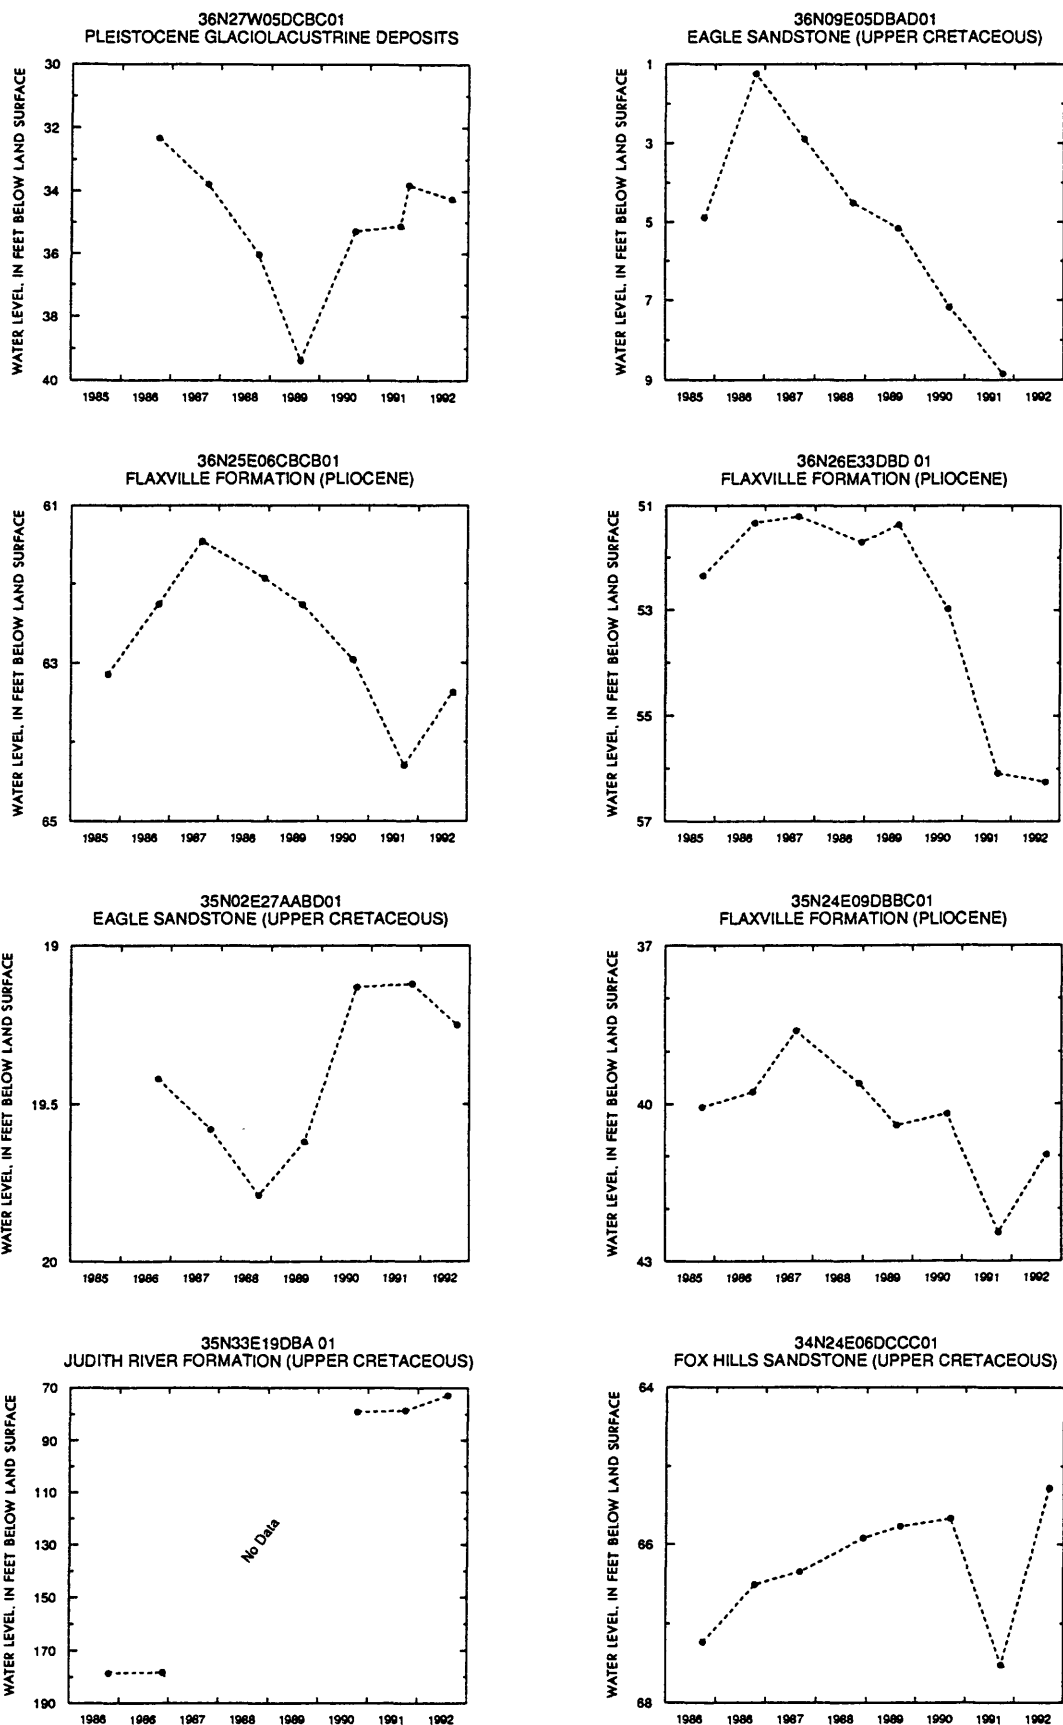 36N27W05DCBC01
PLEISTOCENE GLACIOLACUSTRINE DEPOSITS
WATER LEVEL, IN FEET BELOW LAND SURFACE
30
32
34
36
38
40
1985 1986 1987 1988 1989 1990 1991 1992
36N09E05DBAD01
EAGLE SANDSTONE (UPPER CRETACEOUS)
WATER LEVEL, IN FEET BELOW LAND SURFACE
1
3
5
7
9
1985 1986 1987 1988 1989 1990 1991 1992
36N25E06CBCB01
FLAXVILLE FORMATION (PLIOCENE)
WATER LEVEL, IN FEET BELOW LAND SURFACE
61
63
65
1985 1986 1987 1988 1989 1990 1991 1992
36N26E33DBD 01
FLAXVILLE FORMATION (PLIOCENE)
WATER LEVEL, IN FEET BELOW LAND SURFACE
51
53
55
57
1985 1986 1987 1988 1989 1990 1991 1992
35N02E27AABD01
EAGLE SANDSTONE (UPPER CRETACEOUS)
WATER LEVEL, IN FEET BELOW LAND SURFACE
19
19.5
20
1985 1986 1987 1988 1989 1990 1991 1992
35N24E09DBBC01
FLAXVILLE FORMATION (PLIOCENE)
WATER LEVEL, IN FEET BELOW LAND SURFACE
37
40
43
1985 1986 1987 1988 1989 1990 1991 1992
35N33E19DBA 01
JUDITH RIVER FORMATION (UPPER CRETACEOUS)
WATER LEVEL, IN FEET BELOW LAND SURFACE
70
90
110
130
150
170
190
No Data
1986 1986 1987 1988 1989 1990 1991 1992
34N24E06DCCC01
FOX HILLS SANDSTONE (UPPER CRETACEOUS)
WATER LEVEL, IN FEET BELOW LAND SURFACE
64
66
68
1986 1986 1987 1988 1989 1990 1991 1992